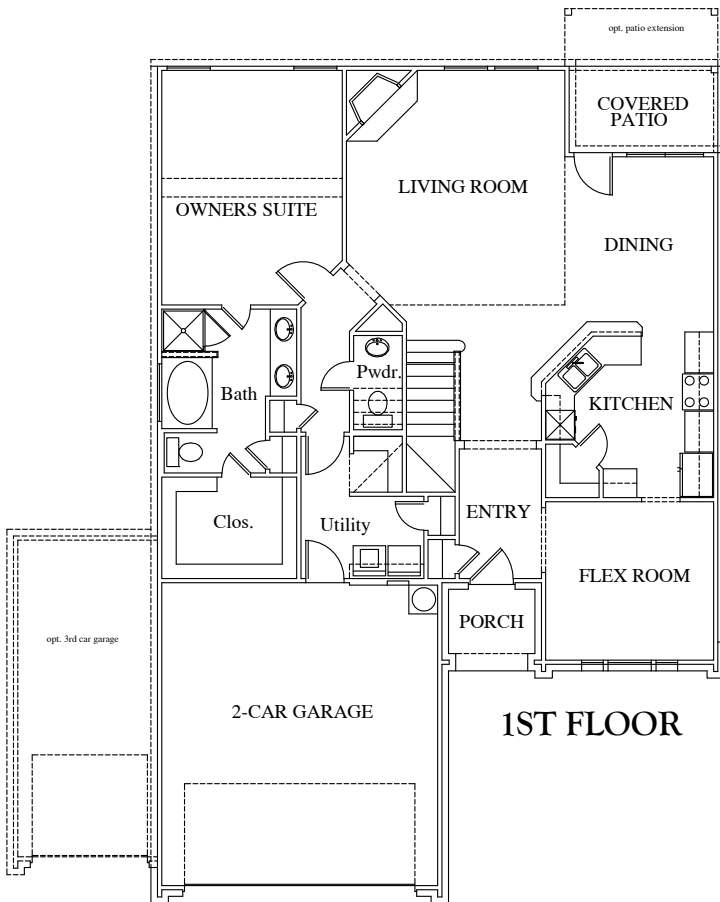 opt. patio extension
COVERED
PATIO
LIVING ROOM
OWNERS SUITE
DINING
Pwdr.
Bath
KITCHEN
ENTRY
Clos.
Utility
FLEX ROOM
PORCH
opt. 3rd car garage
2-CAR GARAGE
1ST FLOOR